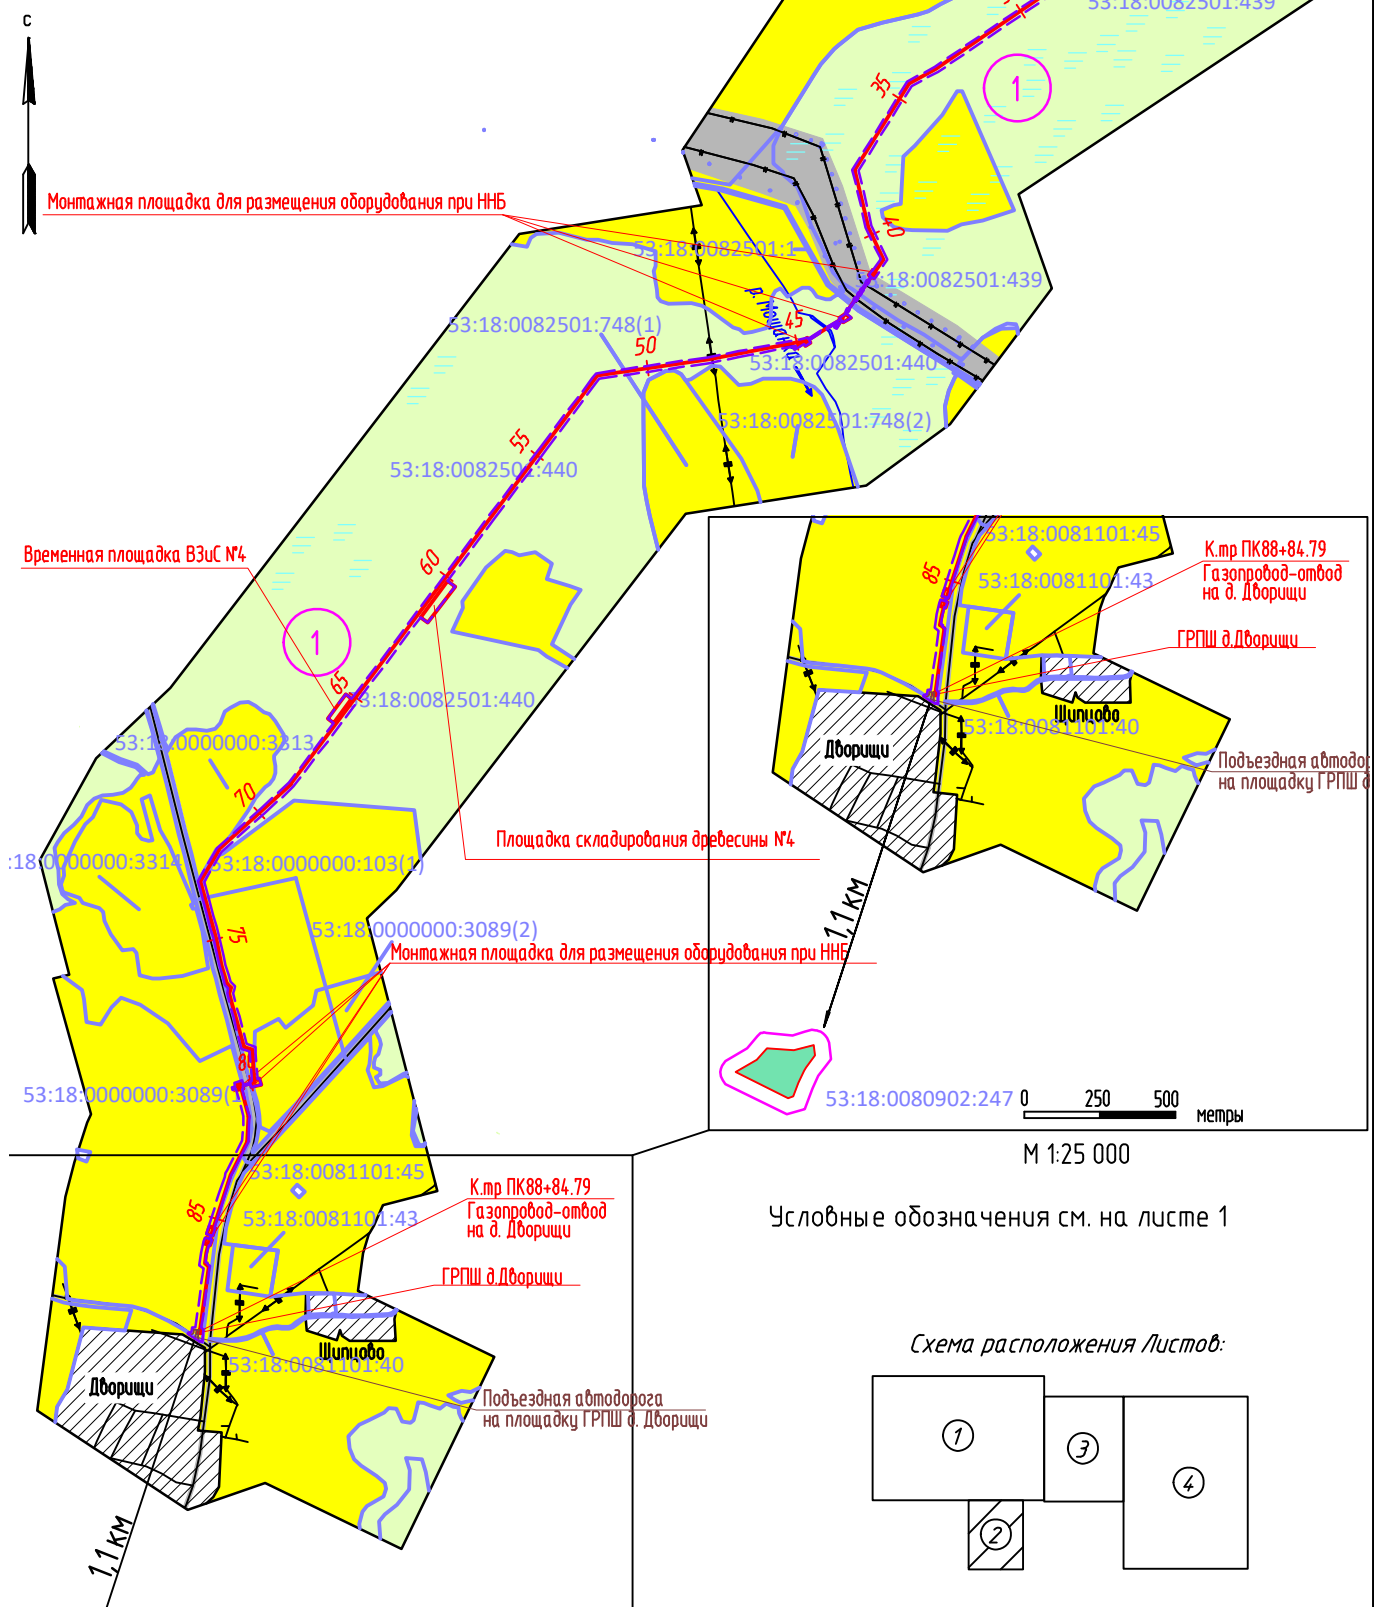 с
53:18:0082501:439
35
1
Монтажная площадка для размещения оборудования при ННБ
40
53:18:0082501:1
53:18:0082501:439
р. Мошанка
45
53:18:0082501:748(1)
50
53:18:0082501:440
53:18:0082501:748(2)
55
53:18:0082501:440
Временная площадка ВЗиС №4
60
1
65
53:18:0082501:440
53:18:0081101:45
85
53:18:0081101:43
К.тр ПК88+84.79
Газопровод-отвод
на д. Дворищи
ГРПШ д.Дворищи
Шипцово
53:18:0081101:40
Дворищи
Подъездная автодо
на площадку ГРПШ д
53:18:0000000:3313
70
Площадка складирования древесины №4
:18:0000000:3314
53:18:0000000:103(1)
1,1 км
75
53:18:0000000:3089(2)
Монтажная площадка для размещения оборудования при ННБ
53:18:0000000:3089(1
53:18:0080902:247
0 250 500
метры
М 1:25 000
53:18:0081101:45
К.тр ПК88+84.79
85
53:18:0081101:43
Газопровод-отвод
на д. Дворищи
Условные обозначения см. на листе 1
ГРПШ д.Дворищи
Шипцово
53:18:0081101:40
Дворищи
Подъездная автодорога
на площадку ГРПШ д. Дворищи
1,1 км
Схема расположения Листов:
1
3
4
2